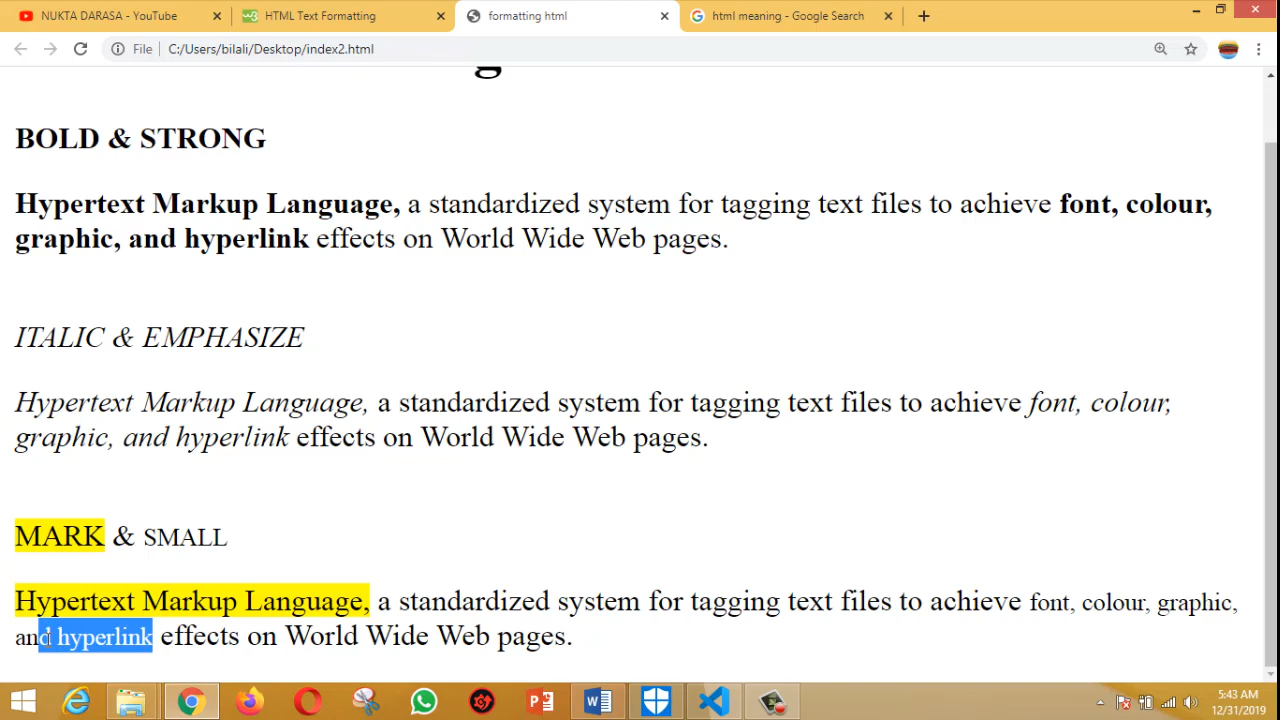 NUKTA DARASA - YouTube
HTML Text Formatting
formatting html
html meaning - Google Search
File
C:/Users/bilali/Desktop/index2.html
BOLD & STRONG
Hypertext Markup Language, a standardized system for tagging text files to achieve font, colour,
graphic, and hyperlink effects on World Wide Web pages.
ITALIC & EMPHASIZE
Hypertext Markup Language, a standardized system for tagging text files to achieve font, colour,
graphic, and hyperlink effects on World Wide Web pages.
MARK & SMALL
Hypertext Markup Language, a standardized system for tagging text files to achieve font, colour, graphic,
and hyperlink effects on World Wide Web pages.
5:43 AM
12/31/2019